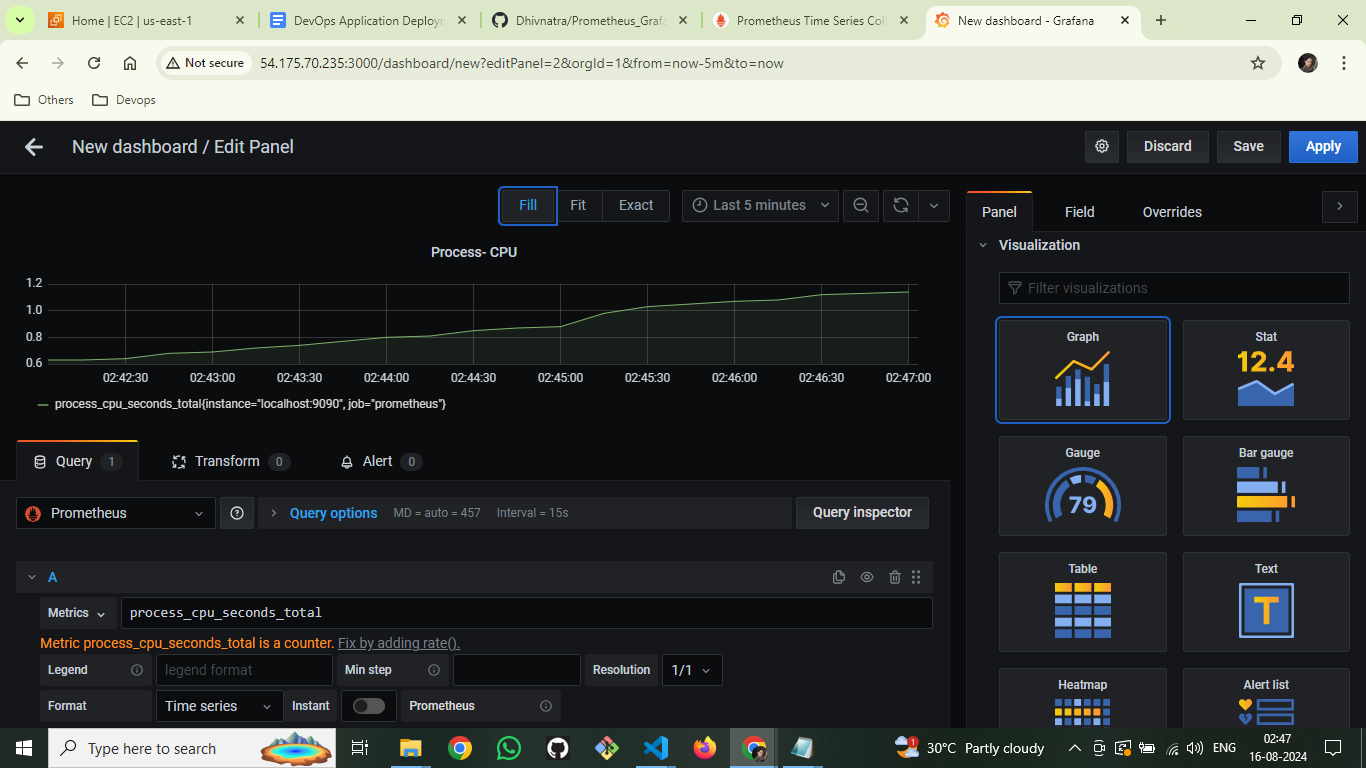 Home | EC2 | us-east-1
DevOps Application Deployn
Dhivnatra/Prometheus_Grafa
Prometheus Time Series Coll
New dashboard - Grafana
Not secure
54.175.70.235:3000/dashboard/new?editPanel=2&orgId=1&from=now-5m&to=now
Others
Devops
New dashboard / Edit Panel
Discard
Save
Apply
Fill
Fit
Exact
Last 5 minutes
Panel
Field
Overrides
Process- CPU
1.2
1.0
0.8
0.6
02:42:30 02:43:00 02:43:30 02:44:00 02:44:30 02:45:00 02:45:30 02:46:00 02:46:30 02:47:00
process_cpu_seconds_total{instance="localhost:9090", job="prometheus"}
Query 1
Transform 0
Alert 0
Prometheus
Query options
MD = auto = 457
Interval = 15s
Query inspector
A
Metrics
process_cpu_seconds_total
Metric process_cpu_seconds_total is a counter. Fix by adding rate().
Legend
legend format
Min step
Resolution
1/1
Format
Time series
Instant
Prometheus
Visualization
Filter visualizations
Graph
Stat
12.4
Gauge
79
Bar gauge
Table
Text
T
Heatmap
Alert list
Type here to search
1
30°C Partly cloudy
ENG
02:47
16-08-2024